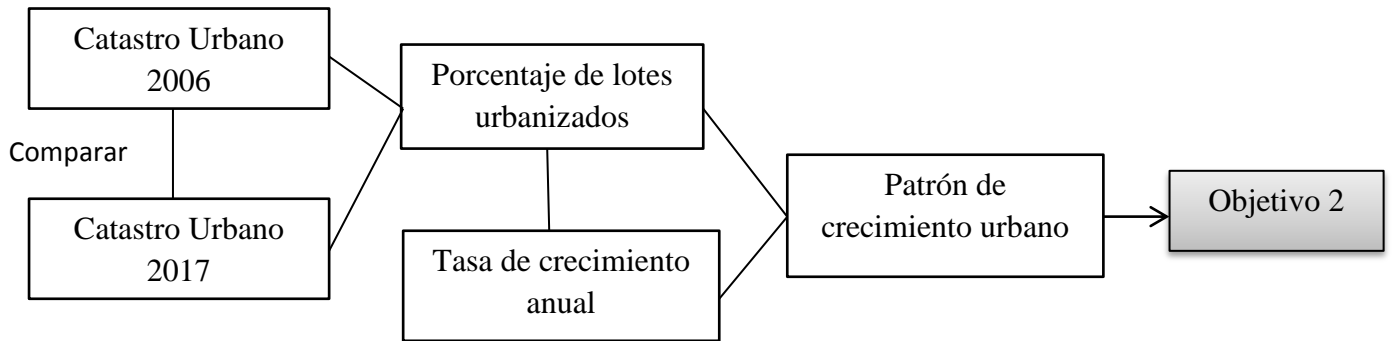 Catastro Urbano
2006
Comparar
Catastro Urbano
2017
Porcentaje de lotes
urbanizados
Tasa de crecimiento
anual
Patrón de
crecimiento urbano
Objetivo 2